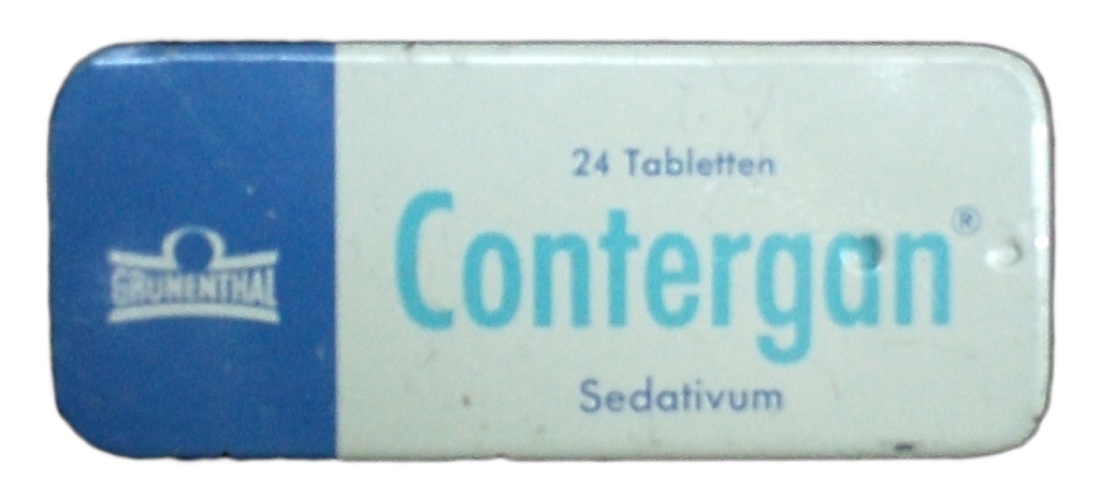 24 Tabletten
Contergan®
Sedativum
GRÜNENTHAL